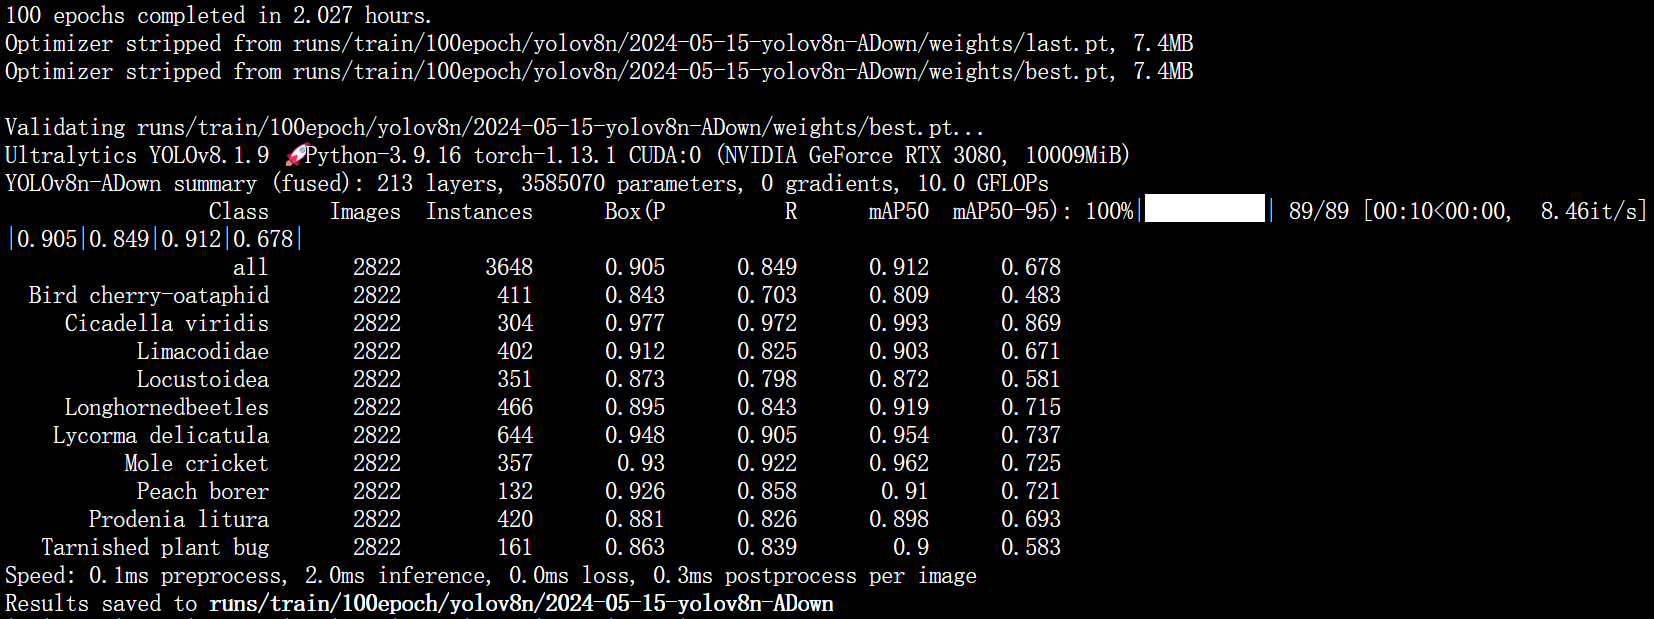 100 epochs completed in 2.027 hours.
Optimizer stripped from runs/train/100epoch/yolov8n/2024-05-15-yolov8n-ADown/weights/last.pt, 7.4MB
Optimizer stripped from runs/train/100epoch/yolov8n/2024-05-15-yolov8n-ADown/weights/best.pt, 7.4MB
Validating runs/train/100epoch/yolov8n/2024-05-15-yolov8n-ADown/weights/best.pt...
Ultralytics YOLOv8.1.9 🚀Python-3.9.16 torch-1.13.1 CUDA:0 (NVIDIA GeForce RTX 3080, 10009MiB)
YOLOv8n-ADown summary (fused): 213 layers, 3585070 parameters, 0 gradients, 10.0 GFLOPs
Class Images Instances Box(P R mAP50 mAP50-95): 100%|██████████| 89/89 [00:10<00:00, 8.46it/s]
|0.905|0.849|0.912|0.678|
all 2822 3648 0.905 0.849 0.912 0.678
Bird cherry-oataphid 2822 411 0.843 0.703 0.809 0.483
Cicadella viridis 2822 304 0.977 0.972 0.993 0.869
Limacodidae 2822 402 0.912 0.825 0.903 0.671
Locustoidea 2822 351 0.873 0.798 0.872 0.581
Longhornedbeetles 2822 466 0.895 0.843 0.919 0.715
Lycorma delicatula 2822 644 0.948 0.905 0.954 0.737
Mole cricket 2822 357 0.93 0.922 0.962 0.725
Peach borer 2822 132 0.926 0.858 0.91 0.721
Prodenia litura 2822 420 0.881 0.826 0.898 0.693
Tarnished plant bug 2822 161 0.863 0.839 0.9 0.583
Speed: 0.1ms preprocess, 2.0ms inference, 0.0ms loss, 0.3ms postprocess per image
Results saved to runs/train/100epoch/yolov8n/2024-05-15-yolov8n-ADown